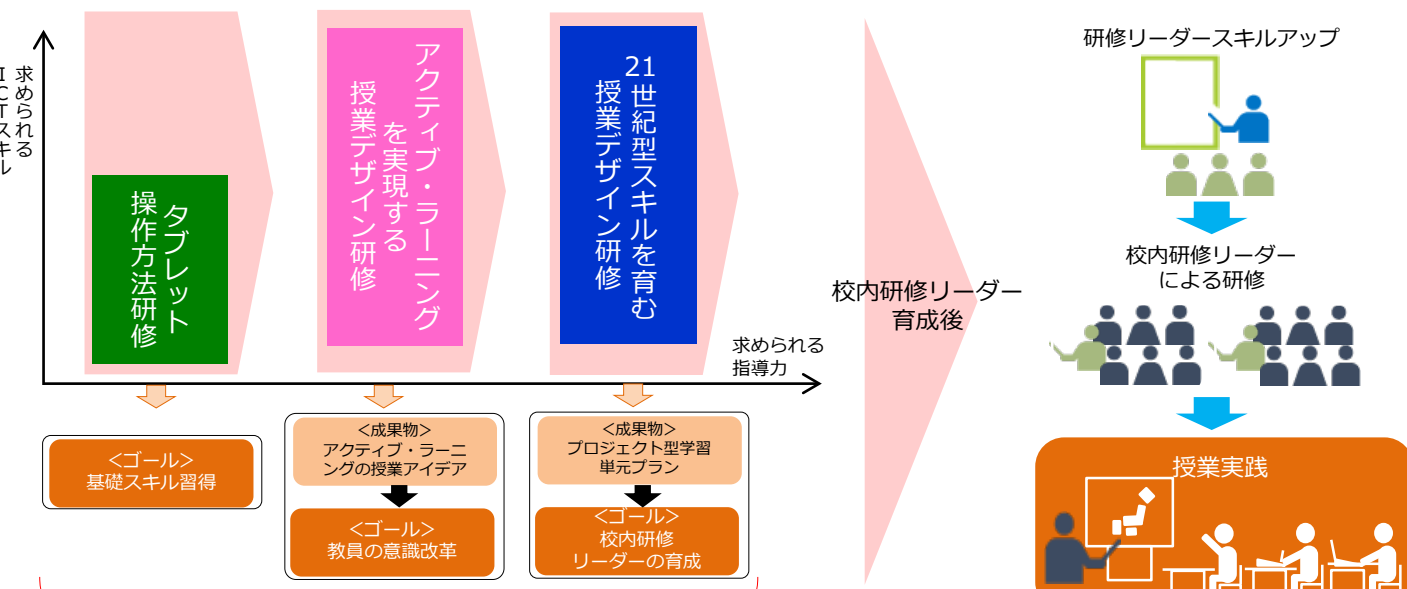 求められる
ICTスキル
タブレット
操作方法研修
アクティブ・ラーニング
を実現する
授業デザイン研修
21世紀型スキルを育む
授業デザイン研修
求められる
指導力
<ゴール>
基礎スキル習得
<成果物>
アクティブ・ラーニ
ングの授業アイデア
<ゴール>
教員の意識改革
<成果物>
プロジェクト型学習
単元プラン
<ゴール>
校内研修
リーダーの育成
校内研修リーダー
育成後
研修リーダースキルアップ
校内研修リーダー
による研修
授業実践